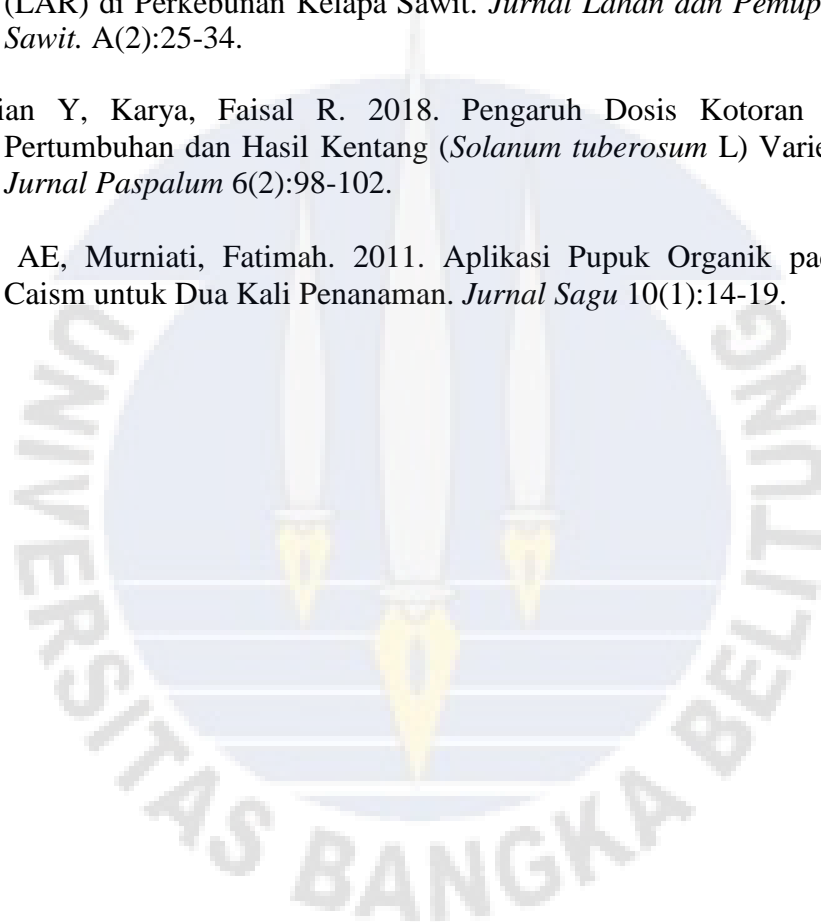 (LAR) di Perkebunan Kelapa Sawit. Jurnal Lahan dan Pemup
Sawit. A(2):25-34.
ian Y, Karya, Faisal R. 2018. Pengaruh Dosis Kotoran
Pertumbuhan dan Hasil Kentang (Solanum tuberosum L) Varie
Jurnal Paspalum 6(2):98-102.
AE, Murniati, Fatimah. 2011. Aplikasi Pupuk Organik pad
Caism untuk Dua Kali Penanaman. Jurnal Sagu 10(1):14-19.
UNIVERSITAS BANGKA BELITUNG